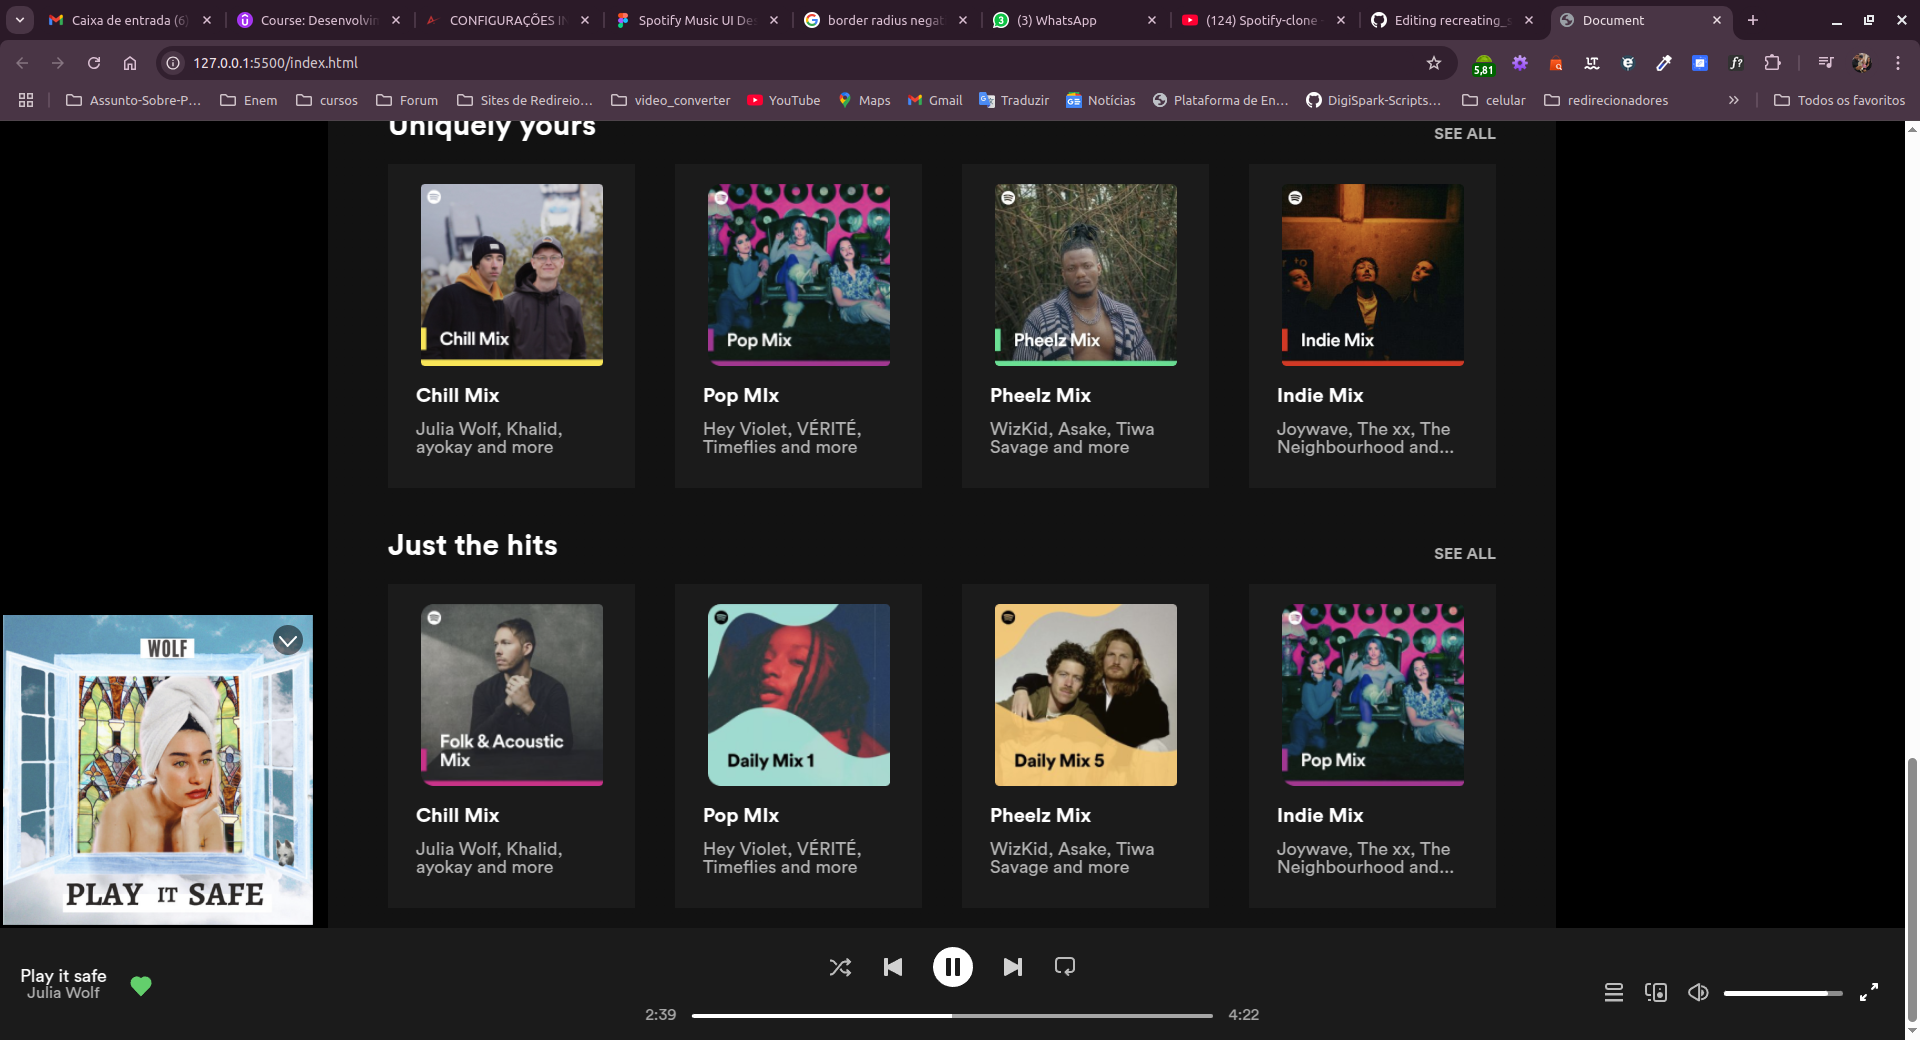 Caixa de entrada (6)
Course: Desenvolvin
CONFIGURAÇÕES IN
Spotify Music UI Des
border radius negat
3
(3) WhatsApp
(124) Spotify-clone -
Editing recreating_s
Document
127.0.0.1:5500/index.html
5,81
f?
Assunto-Sobre-P...
Enem
cursos
Forum
Sites de Redireio...
video_converter
YouTube
Maps
Gmail
Traduzir
Notícias
Plataforma de En...
DigiSpark-Scripts...
celular
redirecionadores
Todos os favoritos
Uniquely yours
SEE ALL
Chill Mix
Pop Mix
Pheelz Mix
Indie Mix
Chill Mix
Pop MIx
Pheelz Mix
Indie Mix
Julia Wolf, Khalid,
ayokay and more
Hey Violet, VÉRITÉ,
Timeflies and more
WizKid, Asake, Tiwa
Savage and more
Joywave, The xx, The
Neighbourhood and...
Just the hits
SEE ALL
Folk & Acoustic
Mix
Daily Mix 1
Daily Mix 5
Pop Mix
Chill Mix
Pop MIx
Pheelz Mix
Indie Mix
Julia Wolf, Khalid,
ayokay and more
Hey Violet, VÉRITÉ,
Timeflies and more
WizKid, Asake, Tiwa
Savage and more
Joywave, The xx, The
Neighbourhood and...
WOLF
PLAY IT SAFE
Play it safe
Julia Wolf
2:39
4:22